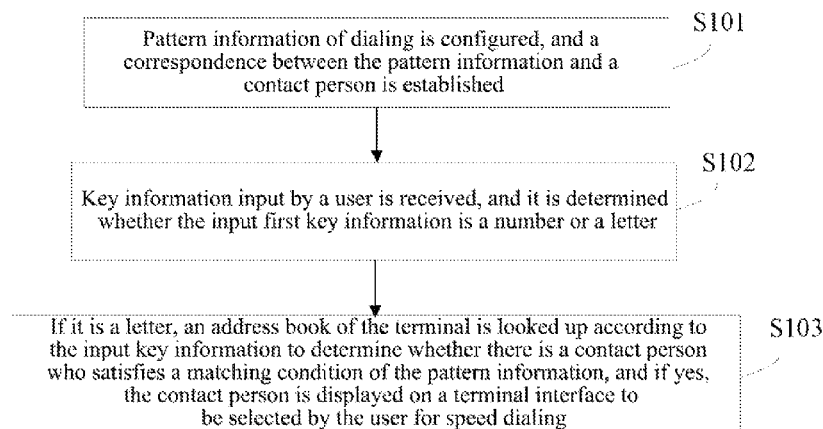 S101
Pattern information of dialing is configured, and a
correspondence between the pattern information and a
contact person is established
S102
Key information input by a user is received, and it is determined
whether the input first key information is a number or a letter
S103
If it is a letter, an address book of the terminal is looked up according to
the input key information to determine whether there is a contact person
who satisfies a matching condition of the pattern information, and if yes,
the contact person is displayed on a terminal interface to
be selected by the user for speed dialing